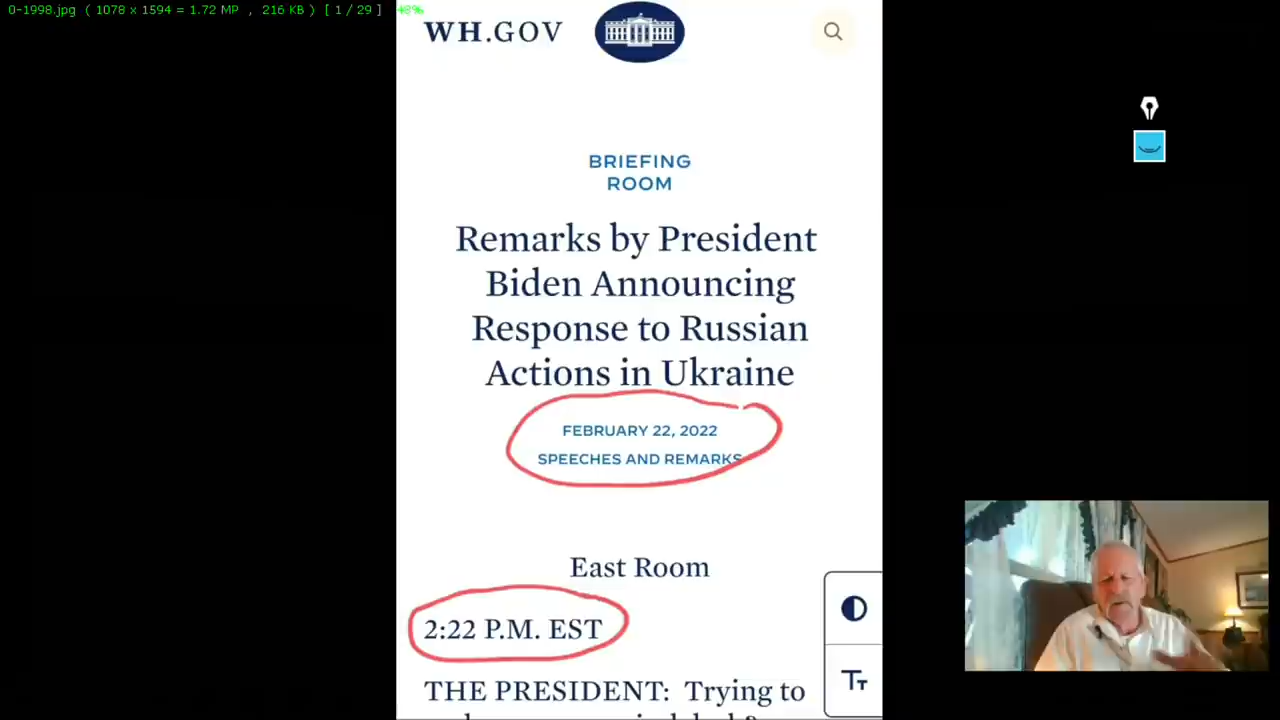 0-1998.jpg ( 1078 x 1594 = 1.72 MP , 216 KB ) [ 1 / 29 ] 48%
WH.GOV
BRIEFING
ROOM
Remarks by President
Biden Announcing
Response to Russian
Actions in Ukraine
FEBRUARY 22, 2022
SPEECHES AND REMARKS
East Room
2:22 P.M. EST
THE PRESIDENT: Trying to